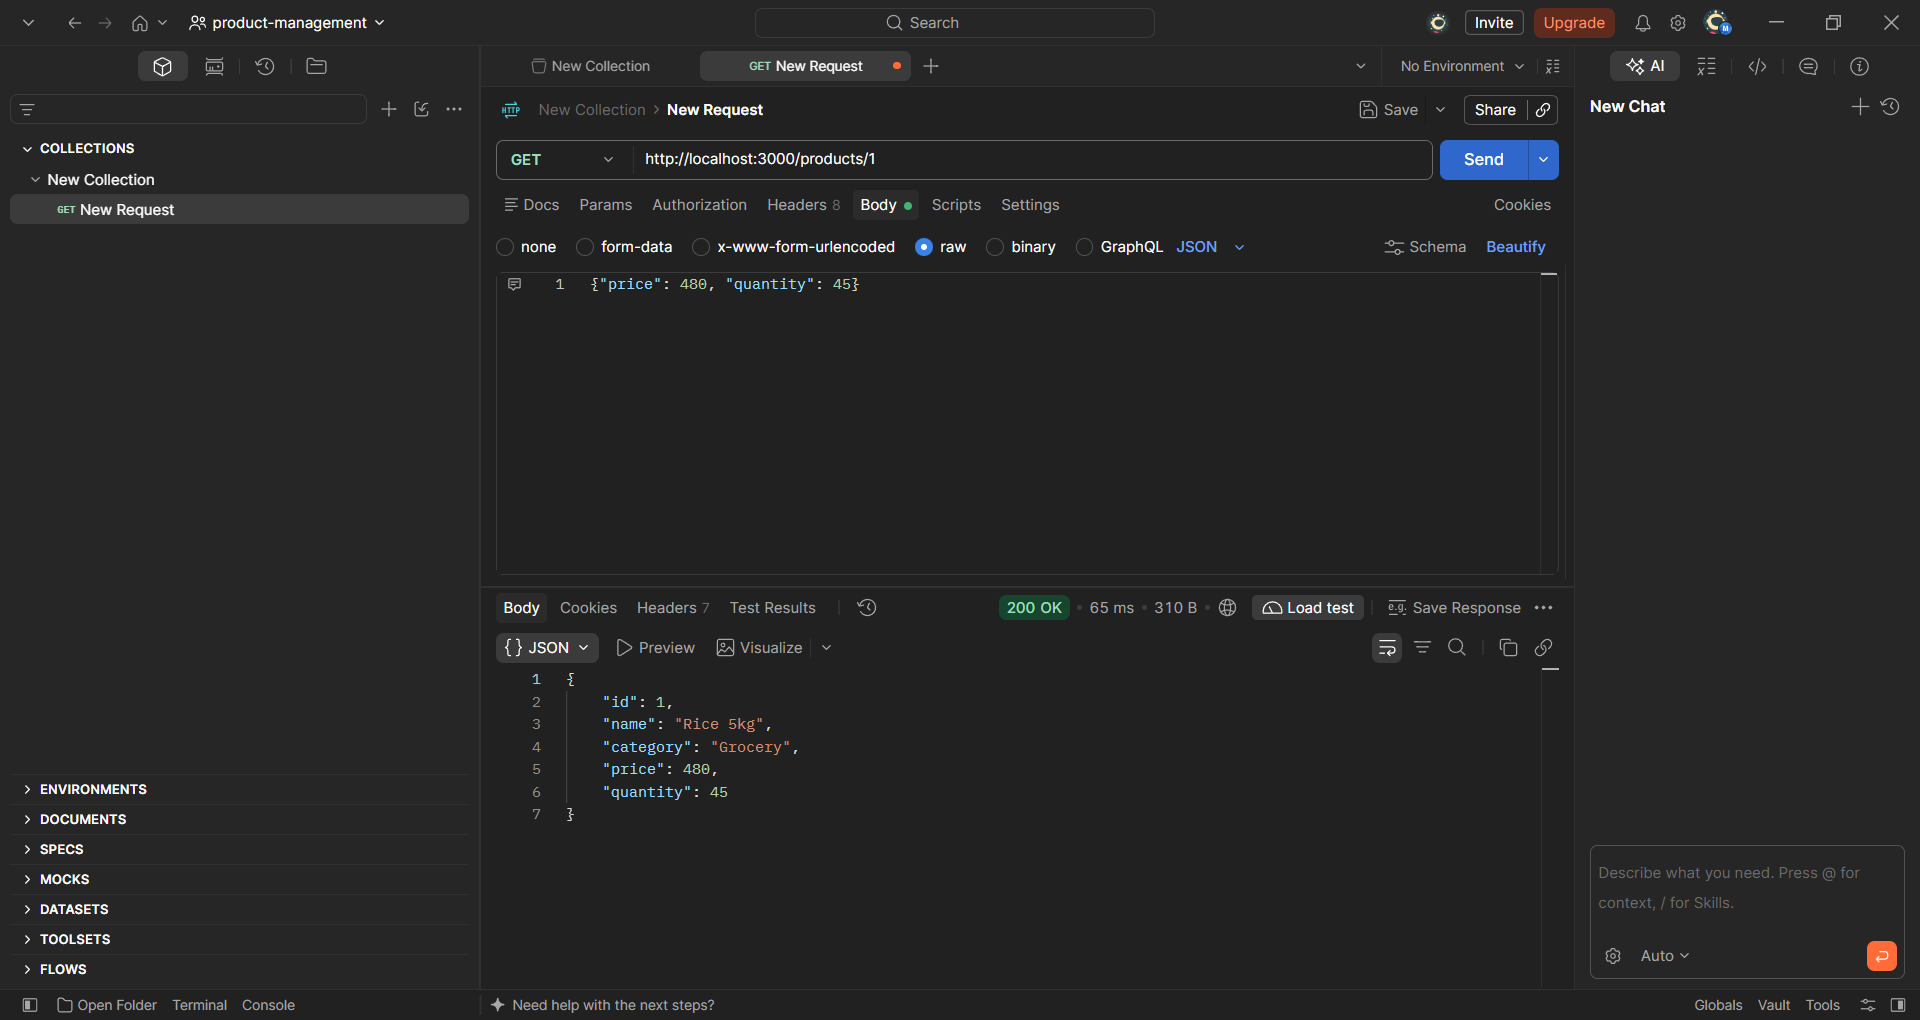 product-management
Search
Invite
Upgrade
M
New Collection
GET New Request
No Environment
AI
COLLECTIONS
New Collection
GET New Request
HTTP
New Collection > New Request
Save
Share
GET
http://localhost:3000/products/1
Send
Docs
Params
Authorization
Headers 8
Body
Scripts
Settings
Cookies
none
form-data
x-www-form-urlencoded
raw
binary
GraphQL
JSON
Schema
Beautify
1 {"price": 480, "quantity": 45}
Body
Cookies
Headers 7
Test Results
200 OK
65 ms
310 B
Load test
e.g. Save Response
{} JSON
Preview
Visualize
1 {
2 "id": 1,
3 "name": "Rice 5kg",
4 "category": "Grocery",
5 "price": 480,
6 "quantity": 45
7 }
ENVIRONMENTS
DOCUMENTS
SPECS
MOCKS
DATASETS
TOOLSETS
FLOWS
New Chat
Describe what you need. Press @ for
context, / for Skills.
Auto
Open Folder
Terminal
Console
Need help with the next steps?
Globals
Vault
Tools